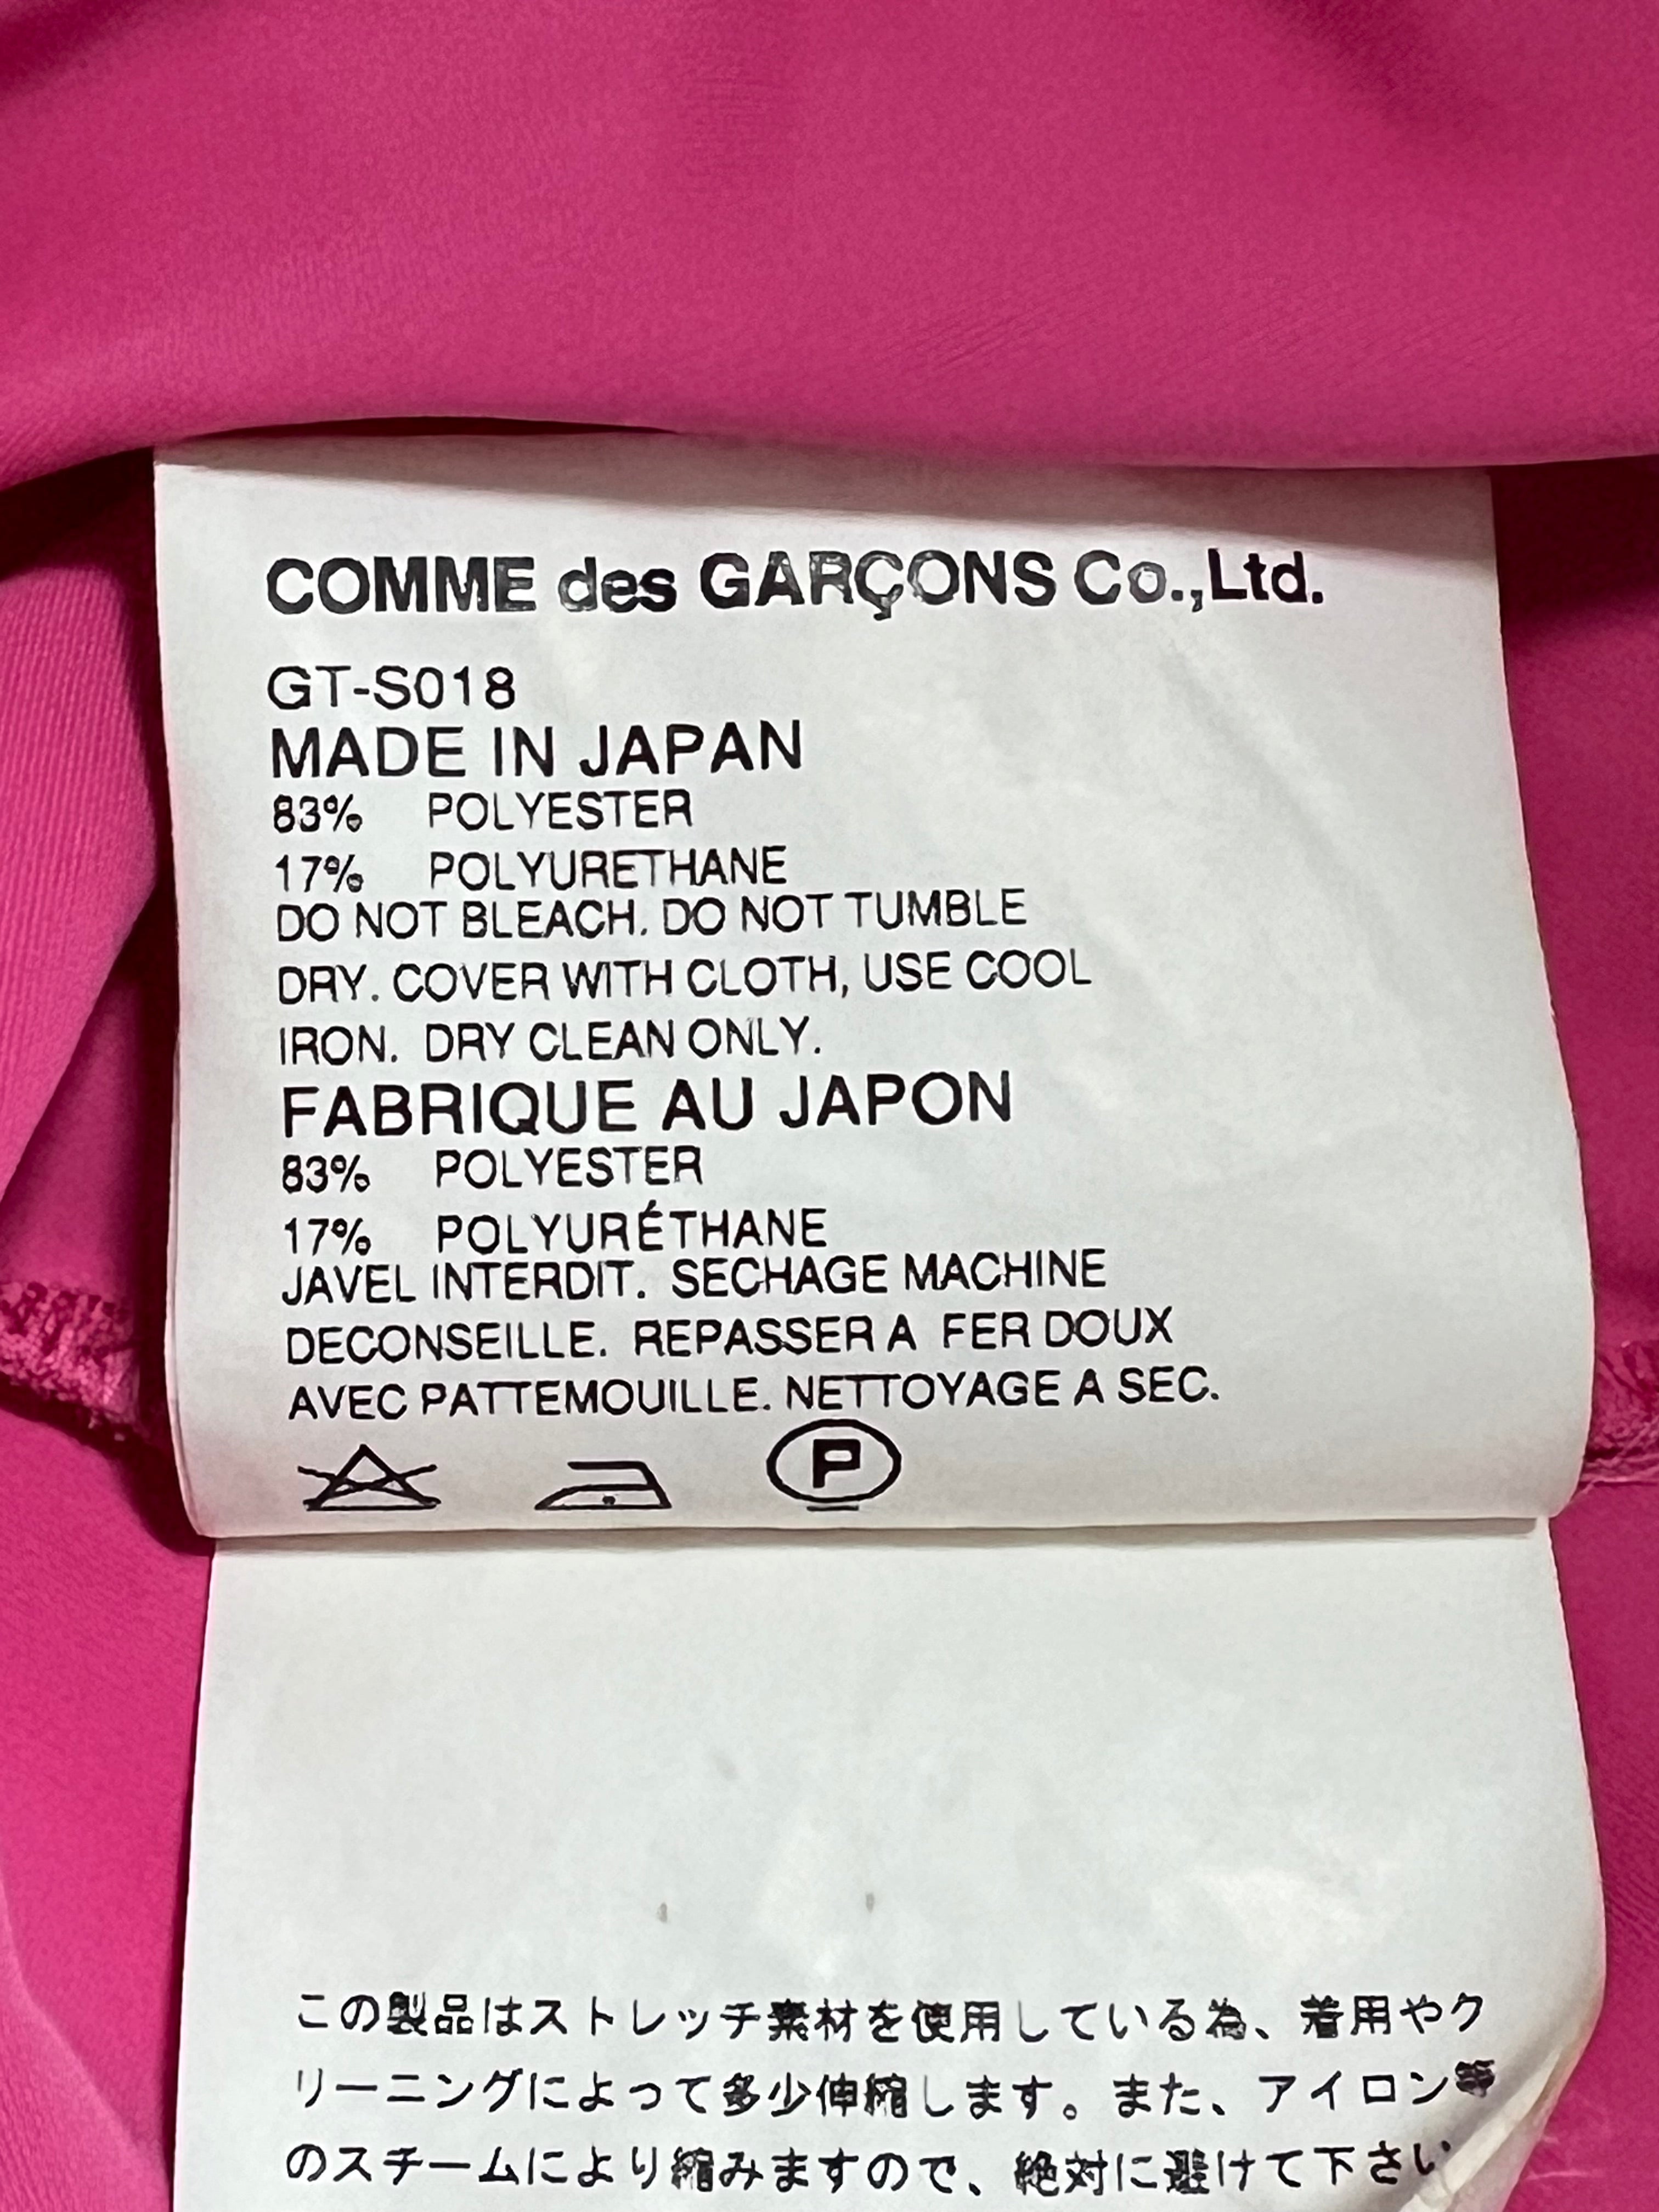 COMME des GARÇONS Co.,Ltd.
GT-S018
MADE IN JAPAN
83% POLYESTER
17% POLYURETHANE
DO NOT BLEACH. DO NOT TUMBLE
DRY. COVER WITH CLOTH, USE COOL
IRON. DRY CLEAN ONLY.
FABRIQUE AU JAPON
83% POLYESTER
17% POLYURÉTHANE
JAVEL INTERDIT. SECHAGE MACHINE
DECONSEILLE. REPASSER A FER DOUX
AVEC PATTEMOUILLE. NETTOYAGE A SEC.
P
この製品はストレッチ素材を使用している為、着用やク
リーニングによって多少伸縮します。また、アイロン等
のスチームにより縮みますので、絶対に避けて下さい